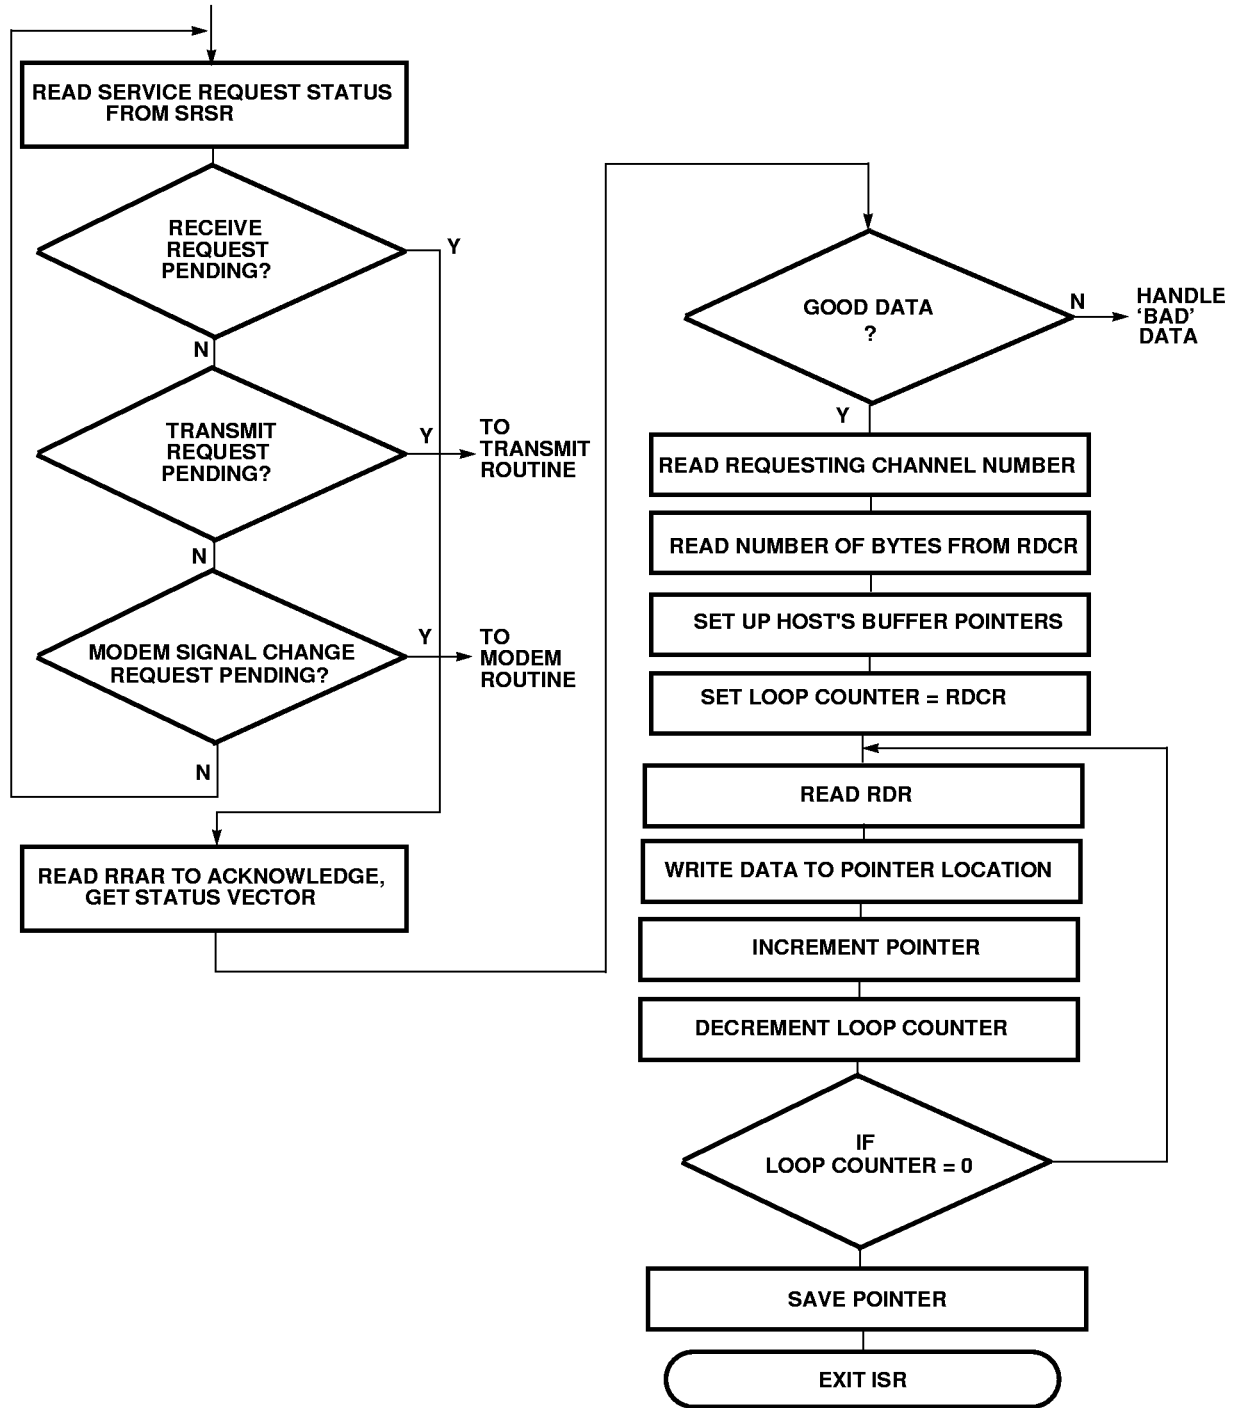 READ SERVICE REQUEST STATUS
FROM SRSR
RECEIVE
REQUEST
PENDING?
Y
N
TRANSMIT
REQUEST
PENDING?
Y
TO
TRANSMIT
ROUTINE
N
MODEM SIGNAL CHANGE
REQUEST PENDING?
Y
TO
MODEM
ROUTINE
N
READ RRAR TO ACKNOWLEDGE,
GET STATUS VECTOR
GOOD DATA
?
N
HANDLE
‘BAD’
DATA
Y
READ REQUESTING CHANNEL NUMBER
READ NUMBER OF BYTES FROM RDCR
SET UP HOST'S BUFFER POINTERS
SET LOOP COUNTER = RDCR
READ RDR
WRITE DATA TO POINTER LOCATION
INCREMENT POINTER
DECREMENT LOOP COUNTER
IF
LOOP COUNTER = 0
SAVE POINTER
EXIT ISR